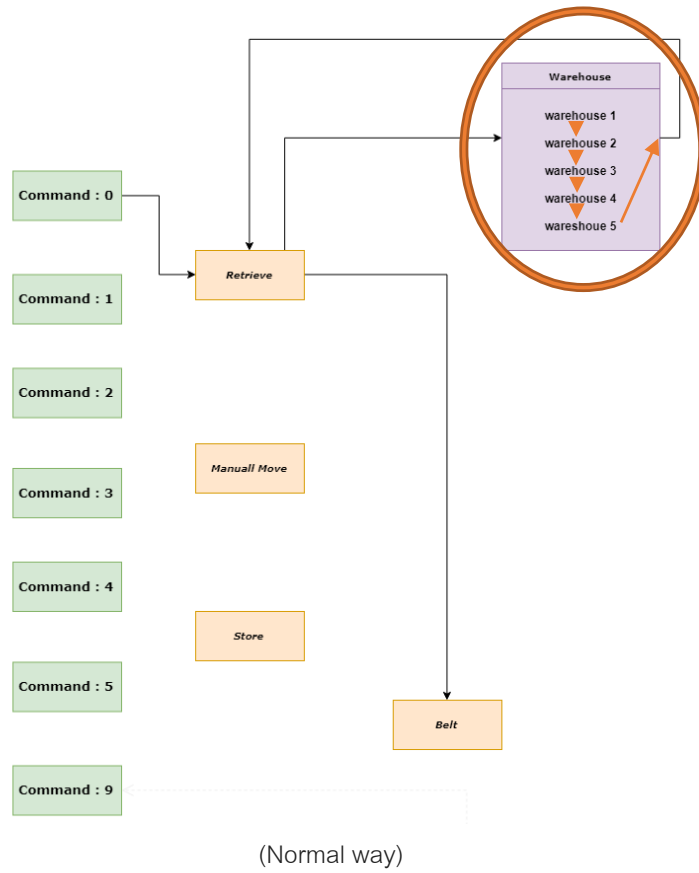 Warehouse
warehouse 1
warehouse 2
warehouse 3
warehouse 4
wareshoue 5
Command : 0
Retrieve
Command : 1
Command : 2
Manuall Move
Command : 3
Command : 4
Store
Command : 5
Belt
Command : 9
(Normal way)